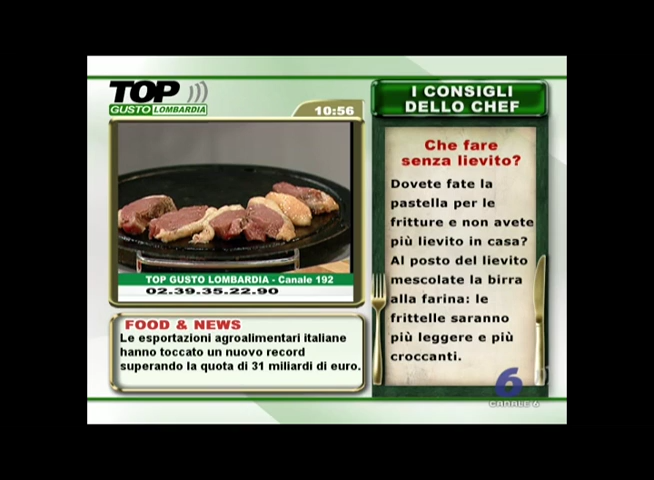 TOP
GUSTO LOMBARDIA
10:56
TOP GUSTO LOMBARDIA - Canale 192
02.39.35.22.90
FOOD & NEWS
Le esportazioni agroalimentari italiane
hanno toccato un nuovo record
superando la quota di 31 miliardi di euro.
I CONSIGLI
DELLO CHEF
Che fare
senza lievito?
Dovete fate la
pastella per le
fritture e non avete
più lievito in casa?
Al posto del lievito
mescolate la birra
alla farina: le
frittelle saranno
più leggere e più
croccanti.
6
CANALE 6